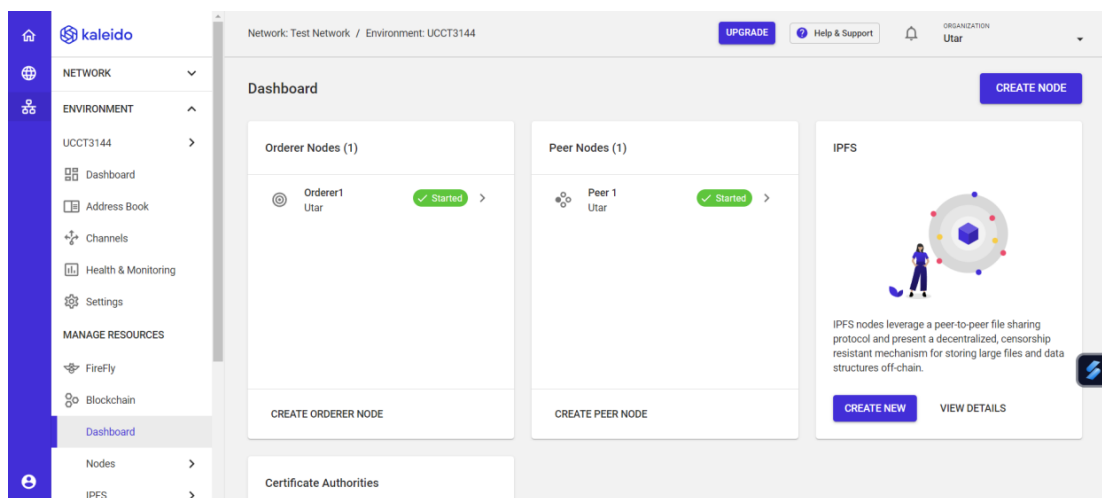 kaleido
Network: Test Network / Environment: UCCT3144
UPGRADE
? Help & Support
ORGANIZATION
Utar
NETWORK
ENVIRONMENT
UCCT3144
Dashboard
Address Book
Channels
Health & Monitoring
Settings
MANAGE RESOURCES
FireFly
Blockchain
Dashboard
Nodes
IPFS
Dashboard
CREATE NODE
Orderer Nodes (1)
Orderer1
Utar
Started
CREATE ORDERER NODE
Peer Nodes (1)
Peer 1
Utar
Started
CREATE PEER NODE
IPFS
IPFS nodes leverage a peer-to-peer file sharing
protocol and present a decentralized, censorship
resistant mechanism for storing large files and data
structures off-chain.
CREATE NEW
VIEW DETAILS
Certificate Authorities